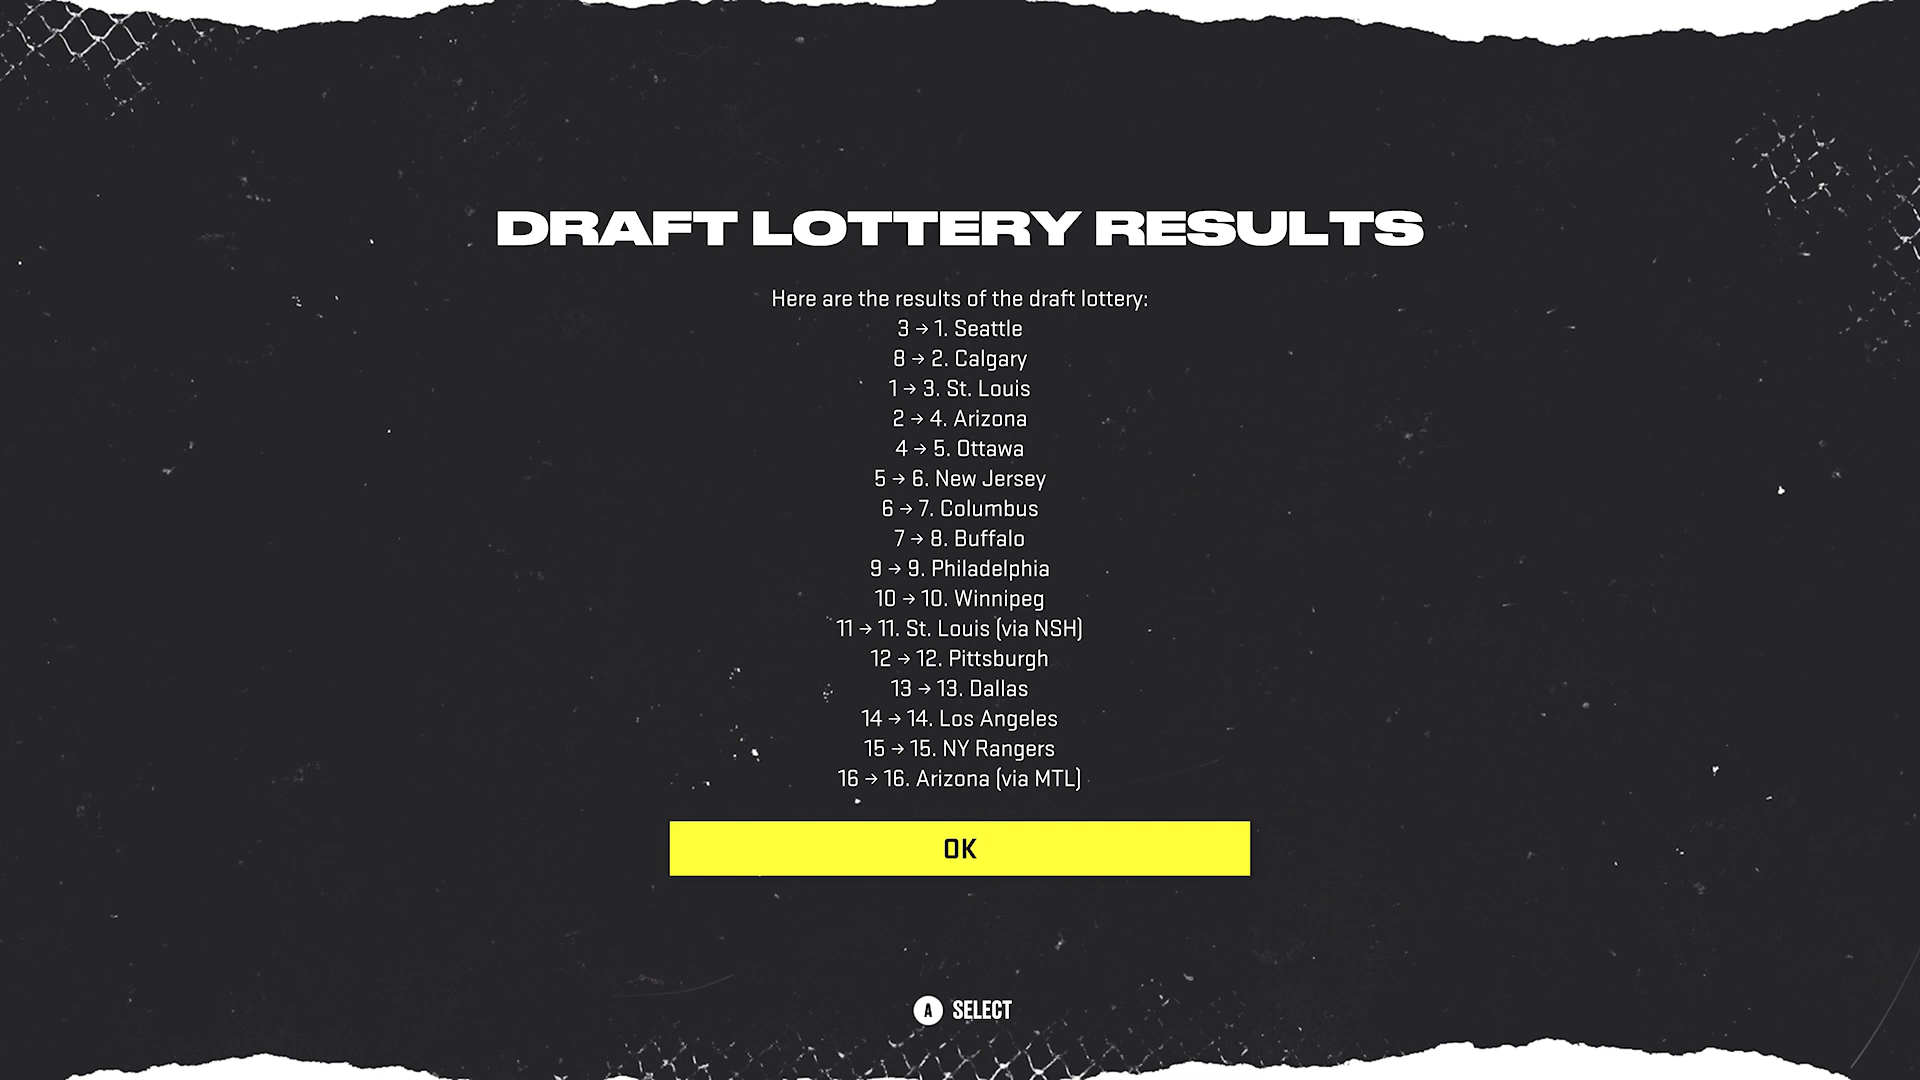 DRAFT LOTTERY RESULTS
Here are the results of the draft lottery:
3 → 1. Seattle
8 → 2. Calgary
1 → 3. St. Louis
2 → 4. Arizona
4 → 5. Ottawa
5 → 6. New Jersey
6 → 7. Columbus
7 → 8. Buffalo
9 → 9. Philadelphia
10 → 10. Winnipeg
11 → 11. St. Louis (via NSH)
12 → 12. Pittsburgh
13 → 13. Dallas
14 → 14. Los Angeles
15 → 15. NY Rangers
16 → 16. Arizona (via MTL)
OK
A SELECT